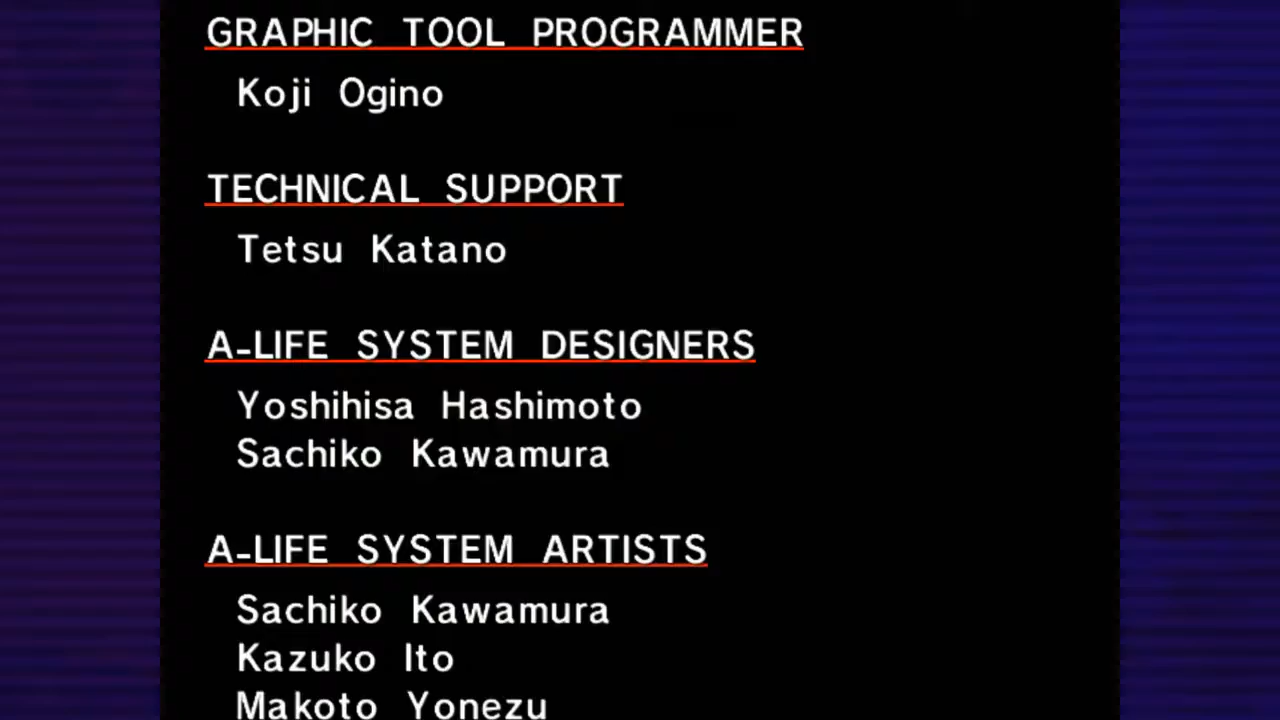 GRAPHIC TOOL PROGRAMMER
Koji Ogino
TECHNICAL SUPPORT
Tetsu Katano
A-LIFE SYSTEM DESIGNERS
Yoshihisa Hashimoto
Sachiko Kawamura
A-LIFE SYSTEM ARTISTS
Sachiko Kawamura
Kazuko Ito
Makoto Yonezu